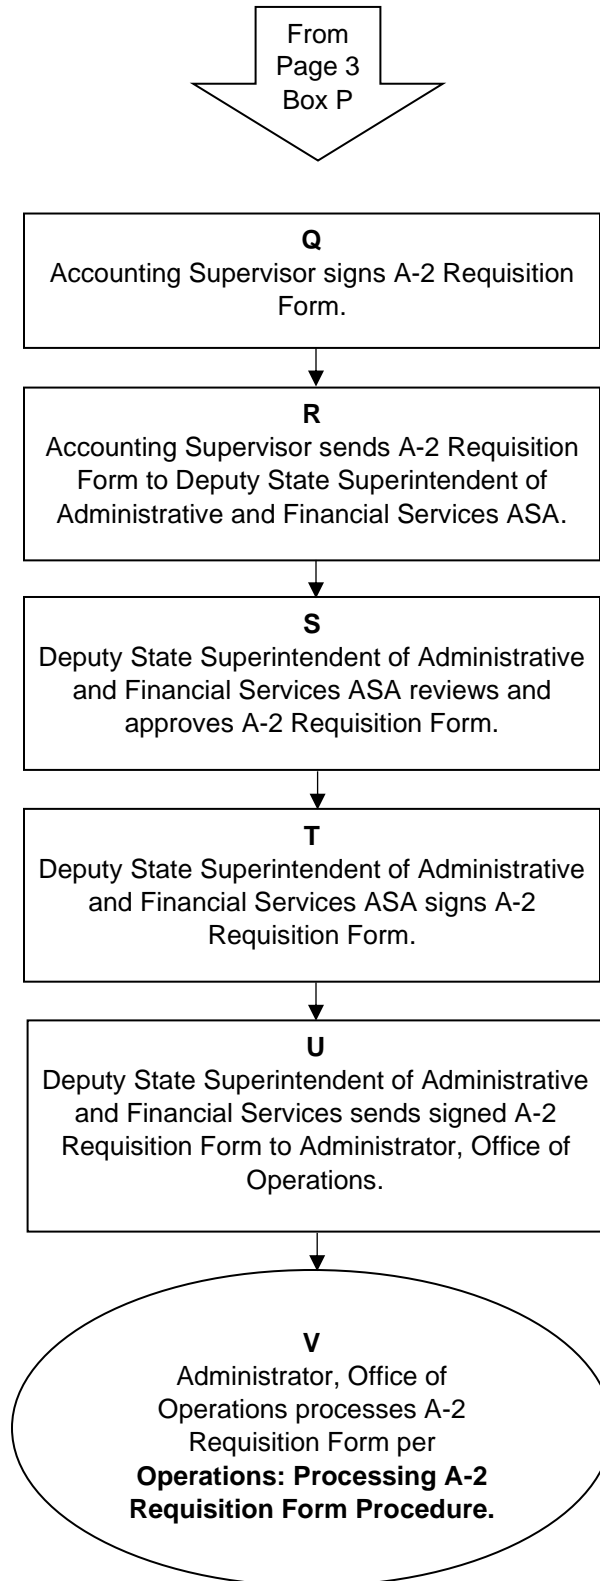 From
Page 3
Box P
Q
Accounting Supervisor signs A-2 Requisition
Form.
R
Accounting Supervisor sends A-2 Requisition
Form to Deputy State Superintendent of
Administrative and Financial Services ASA.
S
Deputy State Superintendent of Administrative
and Financial Services ASA reviews and
approves A-2 Requisition Form.
T
Deputy State Superintendent of Administrative
and Financial Services ASA signs A-2
Requisition Form.
U
Deputy State Superintendent of Administrative
and Financial Services sends signed A-2
Requisition Form to Administrator, Office of
Operations.
V
Administrator, Office of
Operations processes A-2
Requisition Form per
Operations: Processing A-2
Requisition Form Procedure.